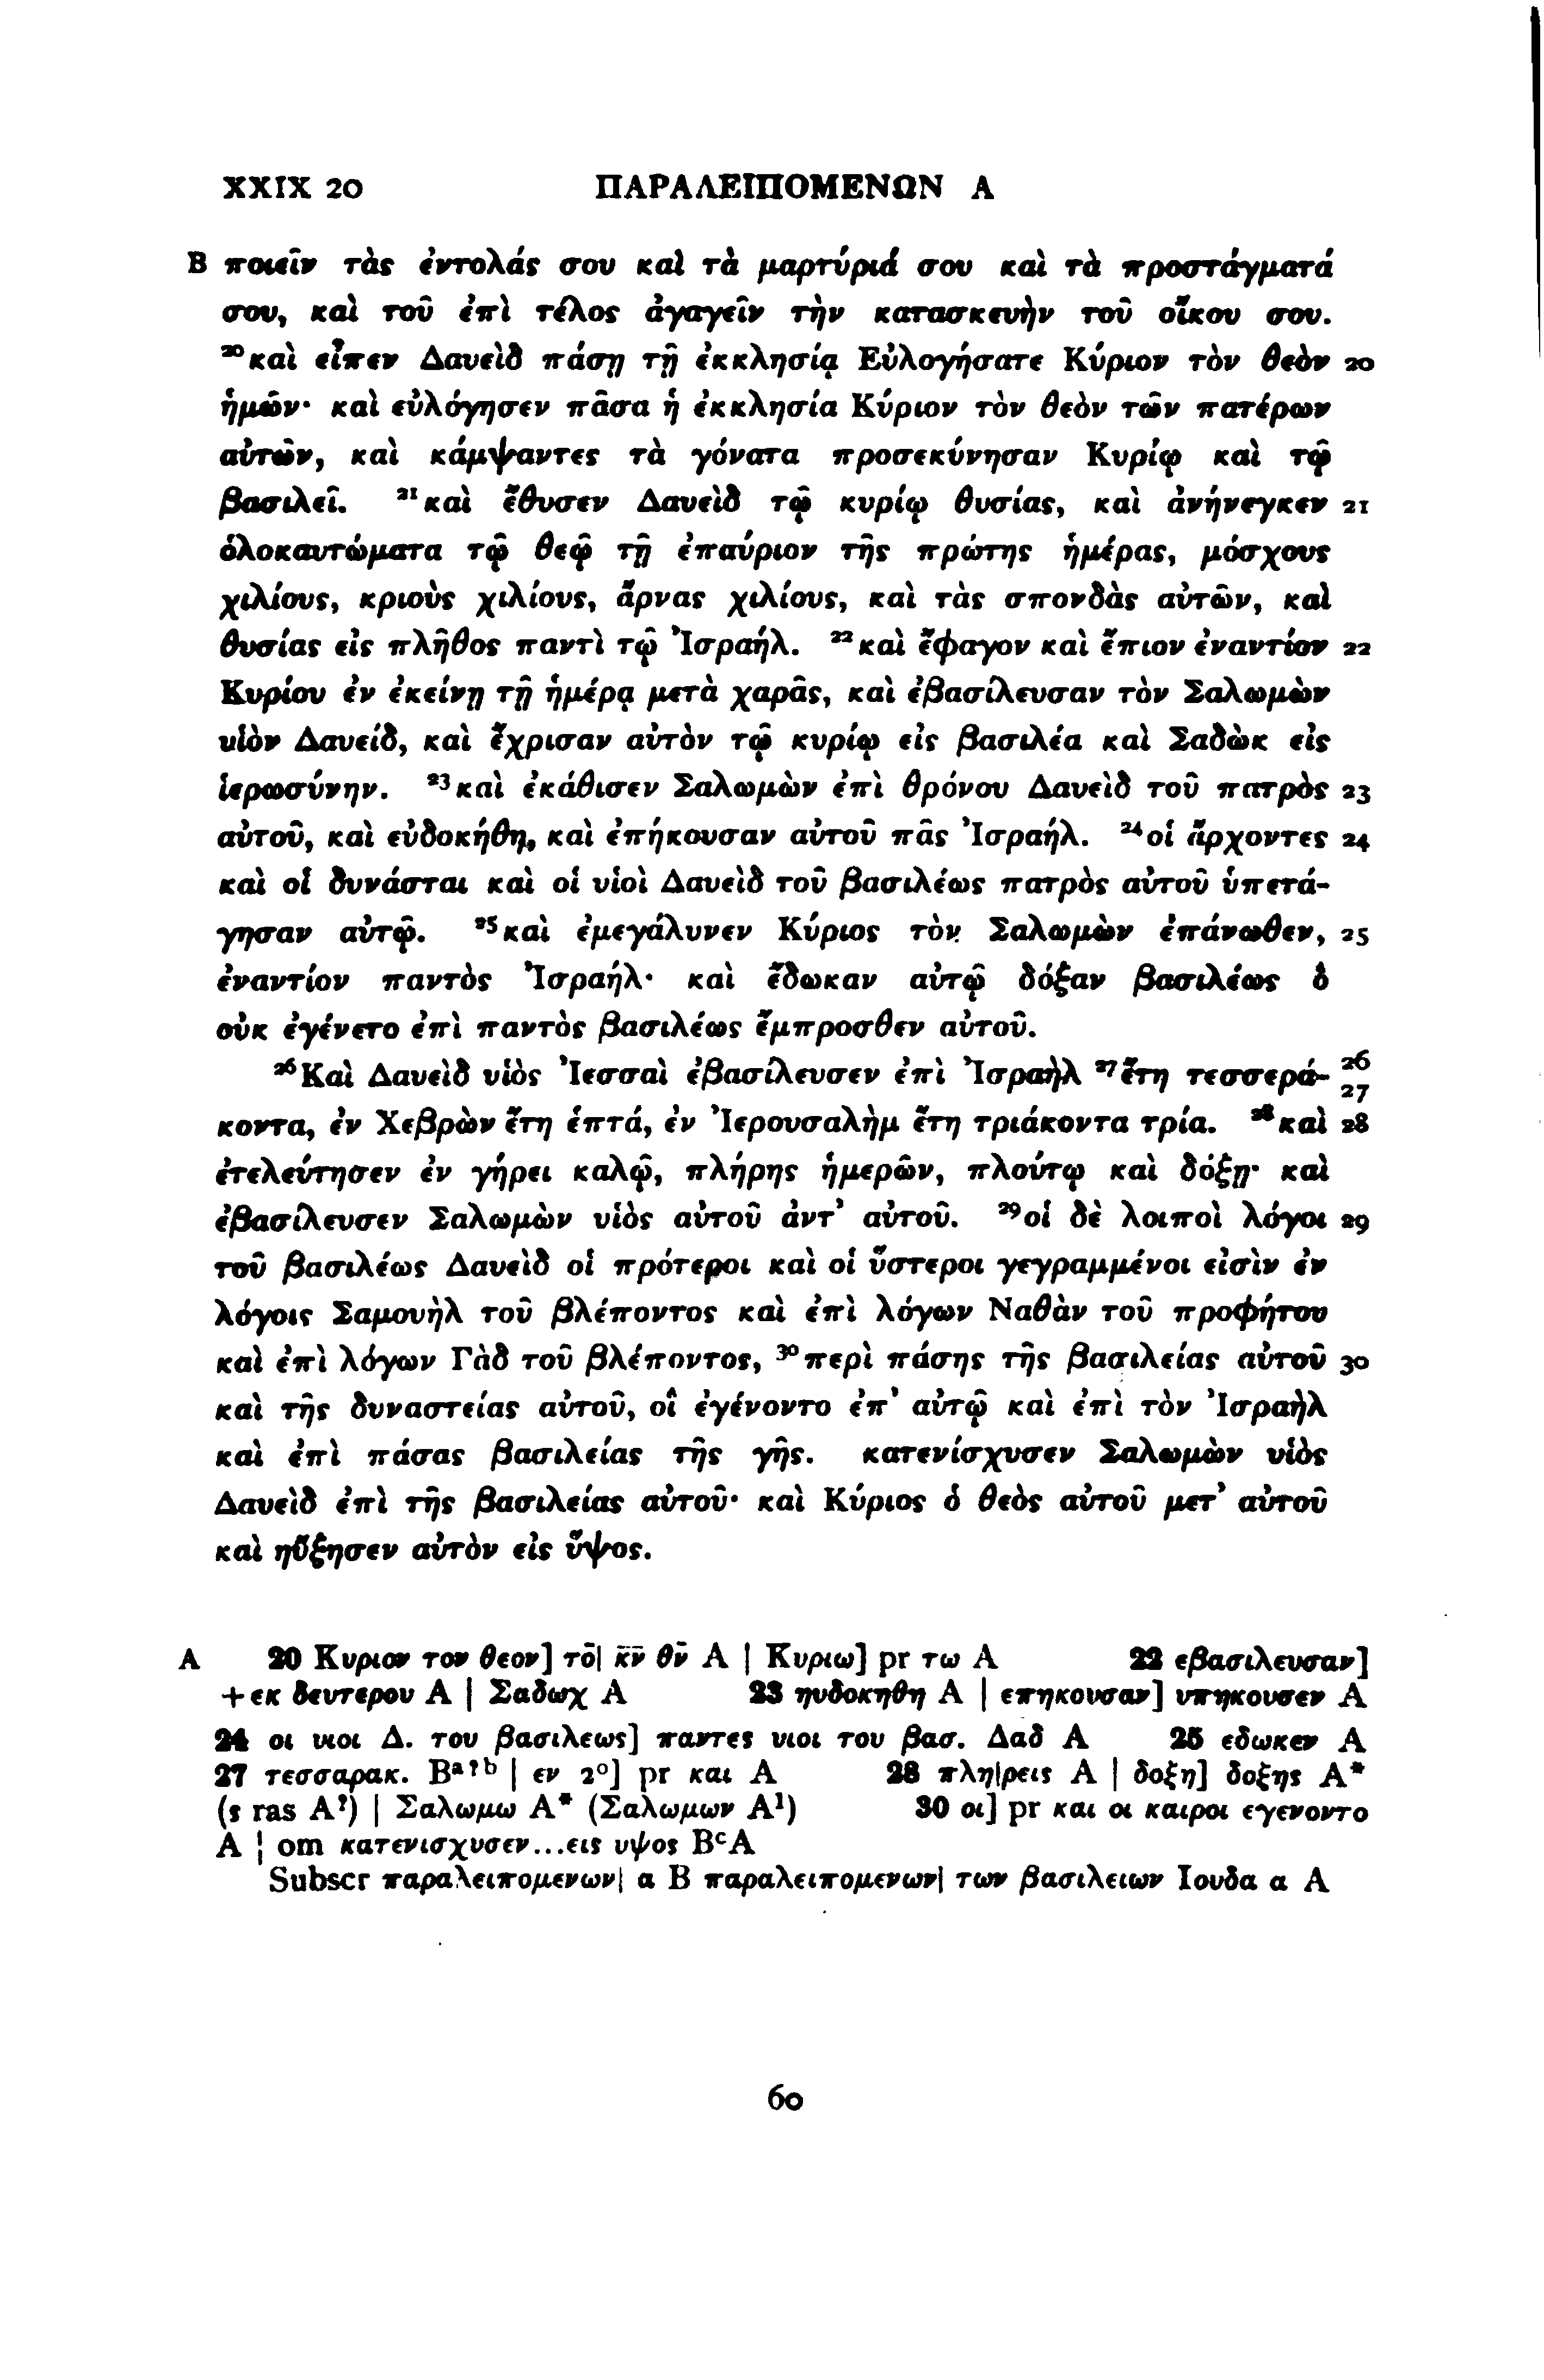 XXIX 20 ΠΑΡΑΛΕΙΠΟΜΕΝΩΝ Α
B ποιεῖν τὰς ἐντολάς σου καὶ τὰ μαρτύριά σου καὶ τὰ προστάγματά
σου, καὶ τοῦ ἐπὶ τέλος ἀγαγεῖν τὴν κατασκευὴν τοῦ οἴκου σου.
²⁰καὶ εἶπεν Δαυεὶδ πάσῃ τῇ ἐκκλησίᾳ Εὐλογήσατε Κύριον τὸν θεὸν 20
ἡμῶν· καὶ εὐλόγησεν πᾶσα ἡ ἐκκλησία Κύριον τὸν θεὸν τῶν πατέρων
αὐτῶν, καὶ κάμψαντες τὰ γόνατα προσεκύνησαν Κυρίῳ καὶ τῷ
βασιλεῖ. ²¹καὶ ἔθυσεν Δαυεὶδ τῷ κυρίῳ θυσίας, καὶ ἀνήνεγκεν 21
ὁλοκαυτώματα τῷ θεῷ τῇ ἐπαύριον τῆς πρώτης ἡμέρας, μόσχους
χιλίους, κριοὺς χιλίους, ἄρνας χιλίους, καὶ τὰς σπονδὰς αὐτῶν, καὶ
θυσίας εἰς πλῆθος παντὶ τῷ Ἰσραήλ. ²²καὶ ἔφαγον καὶ ἔπιον ἐναντίον 22
Κυρίου ἐν ἐκείνῃ τῇ ἡμέρᾳ μετὰ χαρᾶς, καὶ ἐβασίλευσαν τὸν Σαλωμὼν
υἱὸν Δαυείδ, καὶ ἔχρισαν αὐτὸν τῷ κυρίῳ εἰς βασιλέα καὶ Σαδὼκ εἰς
ἱερωσύνην. ²³καὶ ἐκάθισεν Σαλωμὼν ἐπὶ θρόνου Δαυεὶδ τοῦ πατρὸς 23
αὐτοῦ, καὶ εὐδοκήθη, καὶ ἐπήκουσαν αὐτοῦ πᾶς Ἰσραήλ. ²⁴οἱ ἄρχοντες 24
καὶ οἱ δυνάσται καὶ οἱ υἱοὶ Δαυεὶδ τοῦ βασιλέως πατρὸς αὐτοῦ ὑπετά-
γησαν αὐτῷ. ²⁵καὶ ἐμεγάλυνεν Κύριος τὸν Σαλωμὼν ἐπάνωθεν, 25
ἐναντίον παντὸς Ἰσραήλ· καὶ ἔδωκαν αὐτῷ δόξαν βασιλέως ὃ
οὐκ ἐγένετο ἐπὶ παντὸς βασιλέως ἔμπροσθεν αὐτοῦ.
²⁶Καὶ Δαυεὶδ υἱὸς Ἰεσσαὶ ἐβασίλευσεν ἐπὶ Ἰσραὴλ ²⁷ἔτη τεσσερά- 26 27
κοντα, ἐν Χεβρὼν ἔτη ἑπτά, ἐν Ἰερουσαλὴμ ἔτη τριάκοντα τρία. ²⁸καὶ 28
ἐτελεύτησεν ἐν γήρει καλῷ, πλήρης ἡμερῶν, πλούτῳ καὶ δόξῃ· καὶ
ἐβασίλευσεν Σαλωμὼν υἱὸς αὐτοῦ ἀντ' αὐτοῦ. ²⁹οἱ δὲ λοιποὶ λόγοι 29
τοῦ βασιλέως Δαυεὶδ οἱ πρότεροι καὶ οἱ ὕστεροι γεγραμμένοι εἰσὶν ἐν
λόγοις Σαμουὴλ τοῦ βλέποντος καὶ ἐπὶ λόγων Ναθὰν τοῦ προφήτου
καὶ ἐπὶ λόγων Γὰδ τοῦ βλέποντος, ³⁰περὶ πάσης τῆς βασιλείας αὐτοῦ 30
καὶ τῆς δυναστείας αὐτοῦ, οἳ ἐγένοντο ἐπ' αὐτῷ καὶ ἐπὶ τὸν Ἰσραὴλ
καὶ ἐπὶ πάσας βασιλείας τῆς γῆς. κατενίσχυσεν Σαλωμὼν υἱὸς
Δαυεὶδ ἐπὶ τῆς βασιλείας αὐτοῦ· καὶ Κύριος ὁ θεὸς αὐτοῦ μετ' αὐτοῦ
καὶ ηὔξησεν αὐτὸν εἰς ὕψος.
A 20 Κυριον τον θεον] το̄| κ̅ν̅ θ̅ν̅ A | Κυριω] pr τω A 22 εβασιλευσαν]
+εκ δευτερου A | Σαδωχ A 23 ηυδοκηθη A | επηκουσαν] υπηκουσεν A
24 οι υιοι Δ. του βασιλεως] παντες υιοι του βασ. Δαδ A 25 εδωκεν A
27 τεσσαρακ. Bᵃ?ᵇ | εν 2°] pr και A 28 πλη|ρεις A | δοξη] δοξης A*
(ς ras A?) | Σαλωμω A* (Σαλωμων A¹) 30 οι] pr και οι καιροι εγενοντο
A | om κατενισχυσεν...εις υψος BᶜA
Subscr παραλειπομενων| α B παραλειπομενων| των βασιλειων Ιουδα α A
60